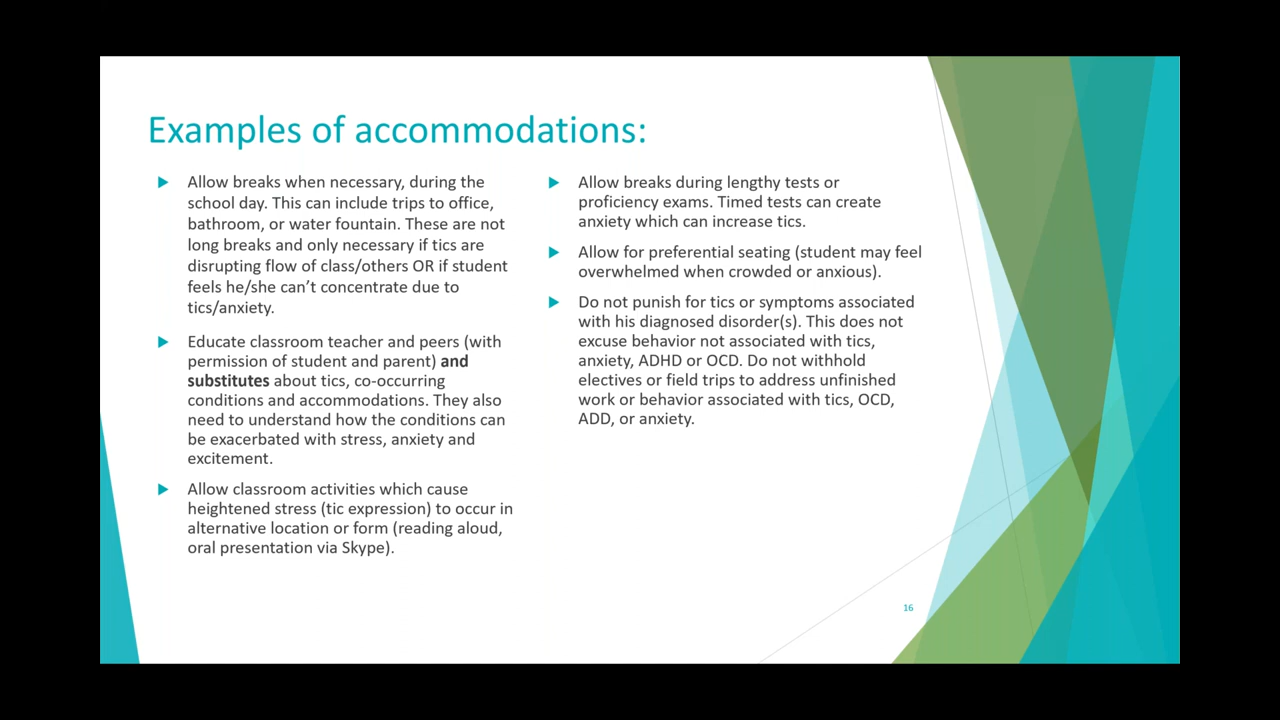 Examples of accommodations:
Allow breaks when necessary, during the
school day. This can include trips to office,
bathroom, or water fountain. These are not
long breaks and only necessary if tics are
disrupting flow of class/others OR if student
feels he/she can’t concentrate due to
tics/anxiety.
Educate classroom teacher and peers (with
permission of student and parent) and
substitutes about tics, co-occurring
conditions and accommodations. They also
need to understand how the conditions can
be exacerbated with stress, anxiety and
excitement.
Allow classroom activities which cause
heightened stress (tic expression) to occur in
alternative location or form (reading aloud,
oral presentation via Skype).
Allow breaks during lengthy tests or
proficiency exams. Timed tests can create
anxiety which can increase tics.
Allow for preferential seating (student may feel
overwhelmed when crowded or anxious).
Do not punish for tics or symptoms associated
with his diagnosed disorder(s). This does not
excuse behavior not associated with tics,
anxiety, ADHD or OCD. Do not withhold
electives or field trips to address unfinished
work or behavior associated with tics, OCD,
ADD, or anxiety.
16